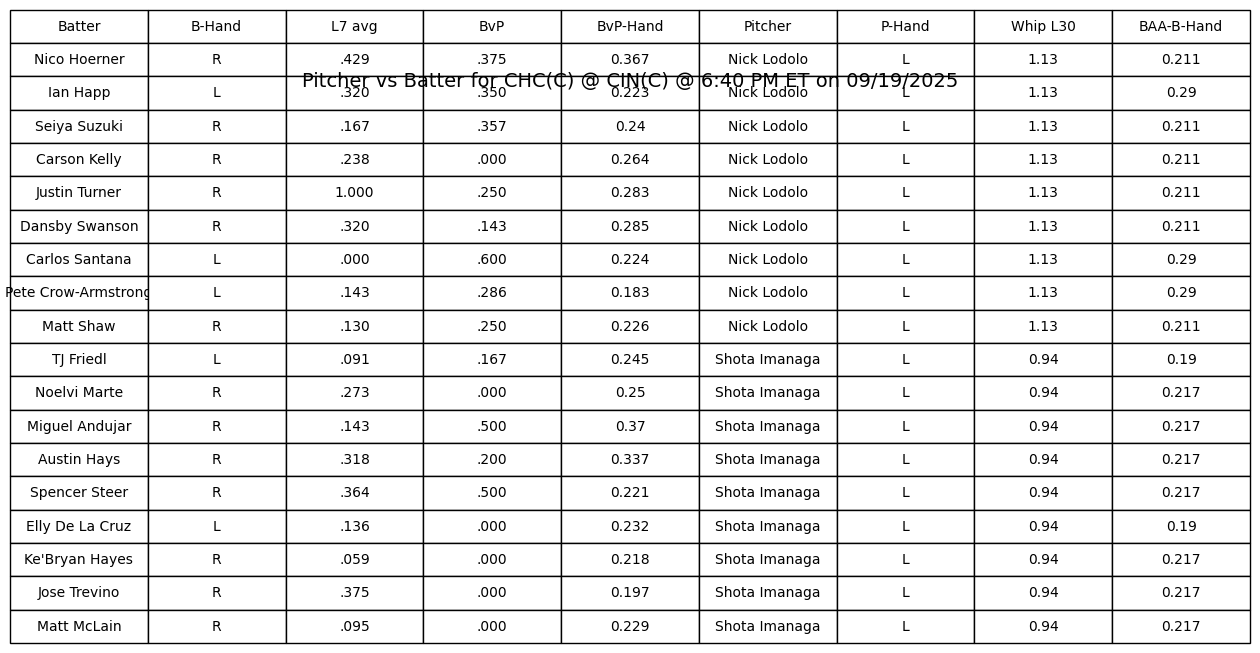 Batter B-Hand L7 avg BvP BvP-Hand Pitcher P-Hand Whip L30 BAA-B-Hand
Nico Hoerner R .429 .375 0.367 Nick Lodolo L 1.13 0.211
Pitcher vs Batter for CHC(C) @ CIN(C) @ 6:40 PM ET on 09/19/2025
Ian Happ L .320 .350 0.223 Nick Lodolo L 1.13 0.29
Seiya Suzuki R .167 .357 0.24 Nick Lodolo L 1.13 0.211
Carson Kelly R .238 .000 0.264 Nick Lodolo L 1.13 0.211
Justin Turner R 1.000 .250 0.283 Nick Lodolo L 1.13 0.211
Dansby Swanson R .320 .143 0.285 Nick Lodolo L 1.13 0.211
Carlos Santana L .000 .600 0.224 Nick Lodolo L 1.13 0.29
Pete Crow-Armstrong L .143 .286 0.183 Nick Lodolo L 1.13 0.29
Matt Shaw R .130 .250 0.226 Nick Lodolo L 1.13 0.211
TJ Friedl L .091 .167 0.245 Shota Imanaga L 0.94 0.19
Noelvi Marte R .273 .000 0.25 Shota Imanaga L 0.94 0.217
Miguel Andujar R .143 .500 0.37 Shota Imanaga L 0.94 0.217
Austin Hays R .318 .200 0.337 Shota Imanaga L 0.94 0.217
Spencer Steer R .364 .500 0.221 Shota Imanaga L 0.94 0.217
Elly De La Cruz L .136 .000 0.232 Shota Imanaga L 0.94 0.19
Ke'Bryan Hayes R .059 .000 0.218 Shota Imanaga L 0.94 0.217
Jose Trevino R .375 .000 0.197 Shota Imanaga L 0.94 0.217
Matt McLain R .095 .000 0.229 Shota Imanaga L 0.94 0.217